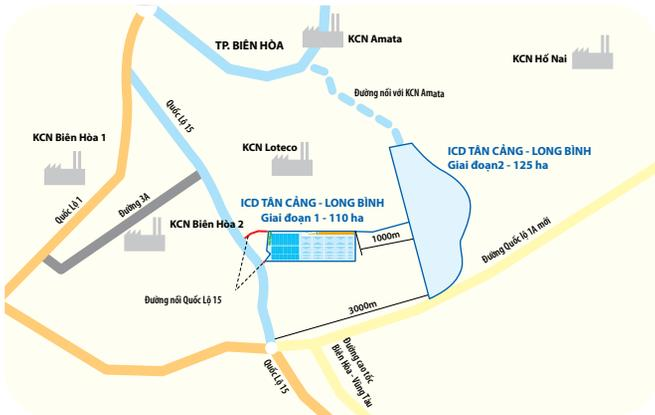 TP. BIÊN HÒA
KCN Amata
KCN Hố Nai
Đường nối với KCN Amata
Quốc Lộ 15
KCN Biên Hòa 1
KCN Loteco
ICD TÂN CẢNG - LONG BÌNH
Giai đoạn2 - 125 ha
Quốc Lộ 1
Đường 3A
ICD TÂN CẢNG - LONG BÌNH
Giai đoạn 1 - 110 ha
KCN Biên Hòa 2
1000m
Đường Quốc lộ 1A mới
Đường nối Quốc Lộ 15
3000m
Quốc Lộ 15
Đường cao tốc
Biên Hòa - Vũng Tàu